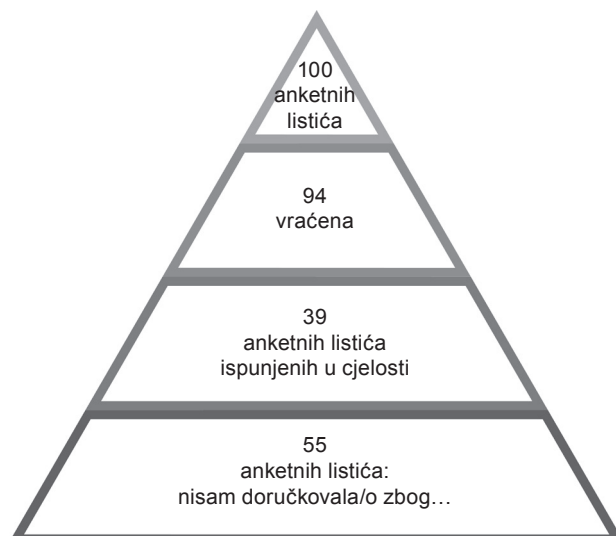 100
anketnih
listića
94
vraćena
39
anketnih listića
ispunjenih u cjelosti
55
anketnih listića:
nisam doručkovala/o zbog…